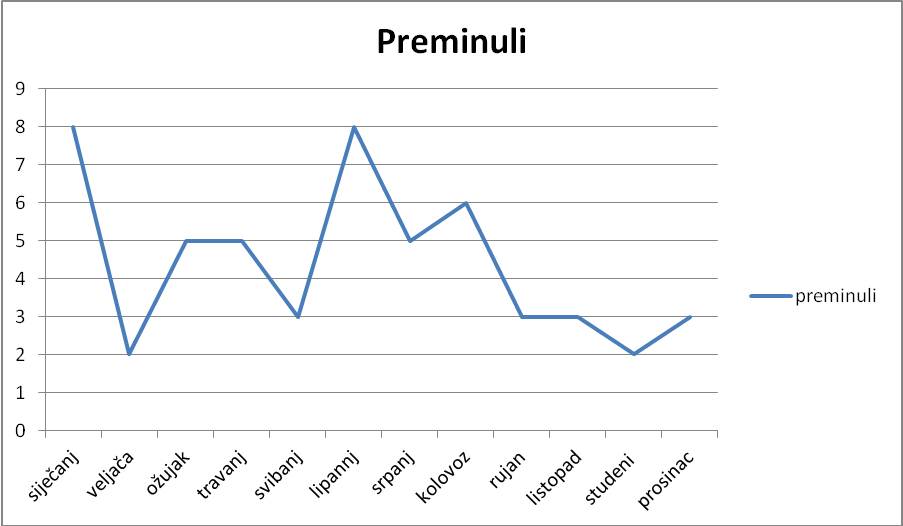 Preminuli
9
8
7
6
5
4
3
2
1
0
siječanj
veljača
ožujak
travanj
svibanj
lipannj
srpanj
kolovoz
rujan
listopad
studeni
prosinac
preminuli